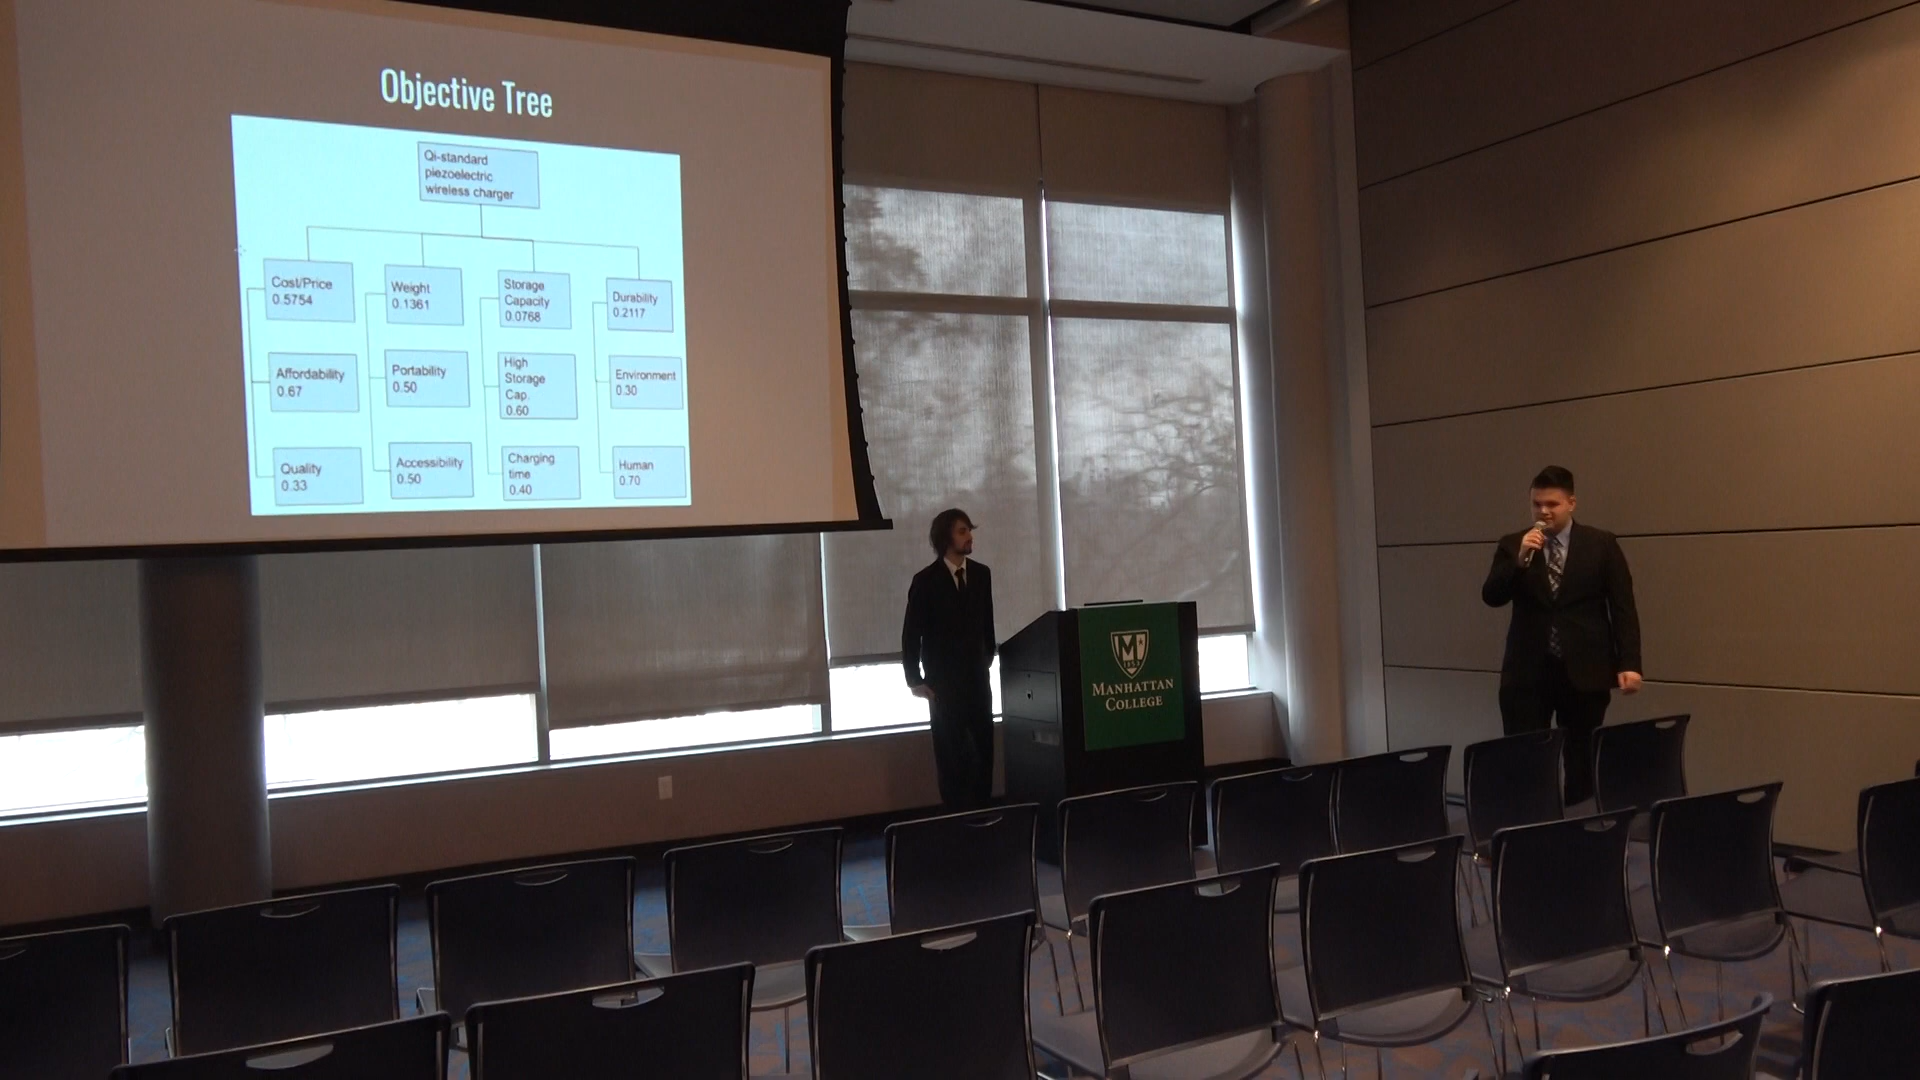 Objective Tree
Qi-standard
piezoelectric
wireless charger
Cost/Price
0.5754
Weight
0.1361
Storage
Capacity
0.0768
Durability
0.2117
Affordability
0.67
Portability
0.50
High
Storage
Cap.
0.60
Environment
0.30
Quality
0.33
Accessibility
0.50
Charging
time
0.40
Human
0.70
M
MANHATTAN
COLLEGE